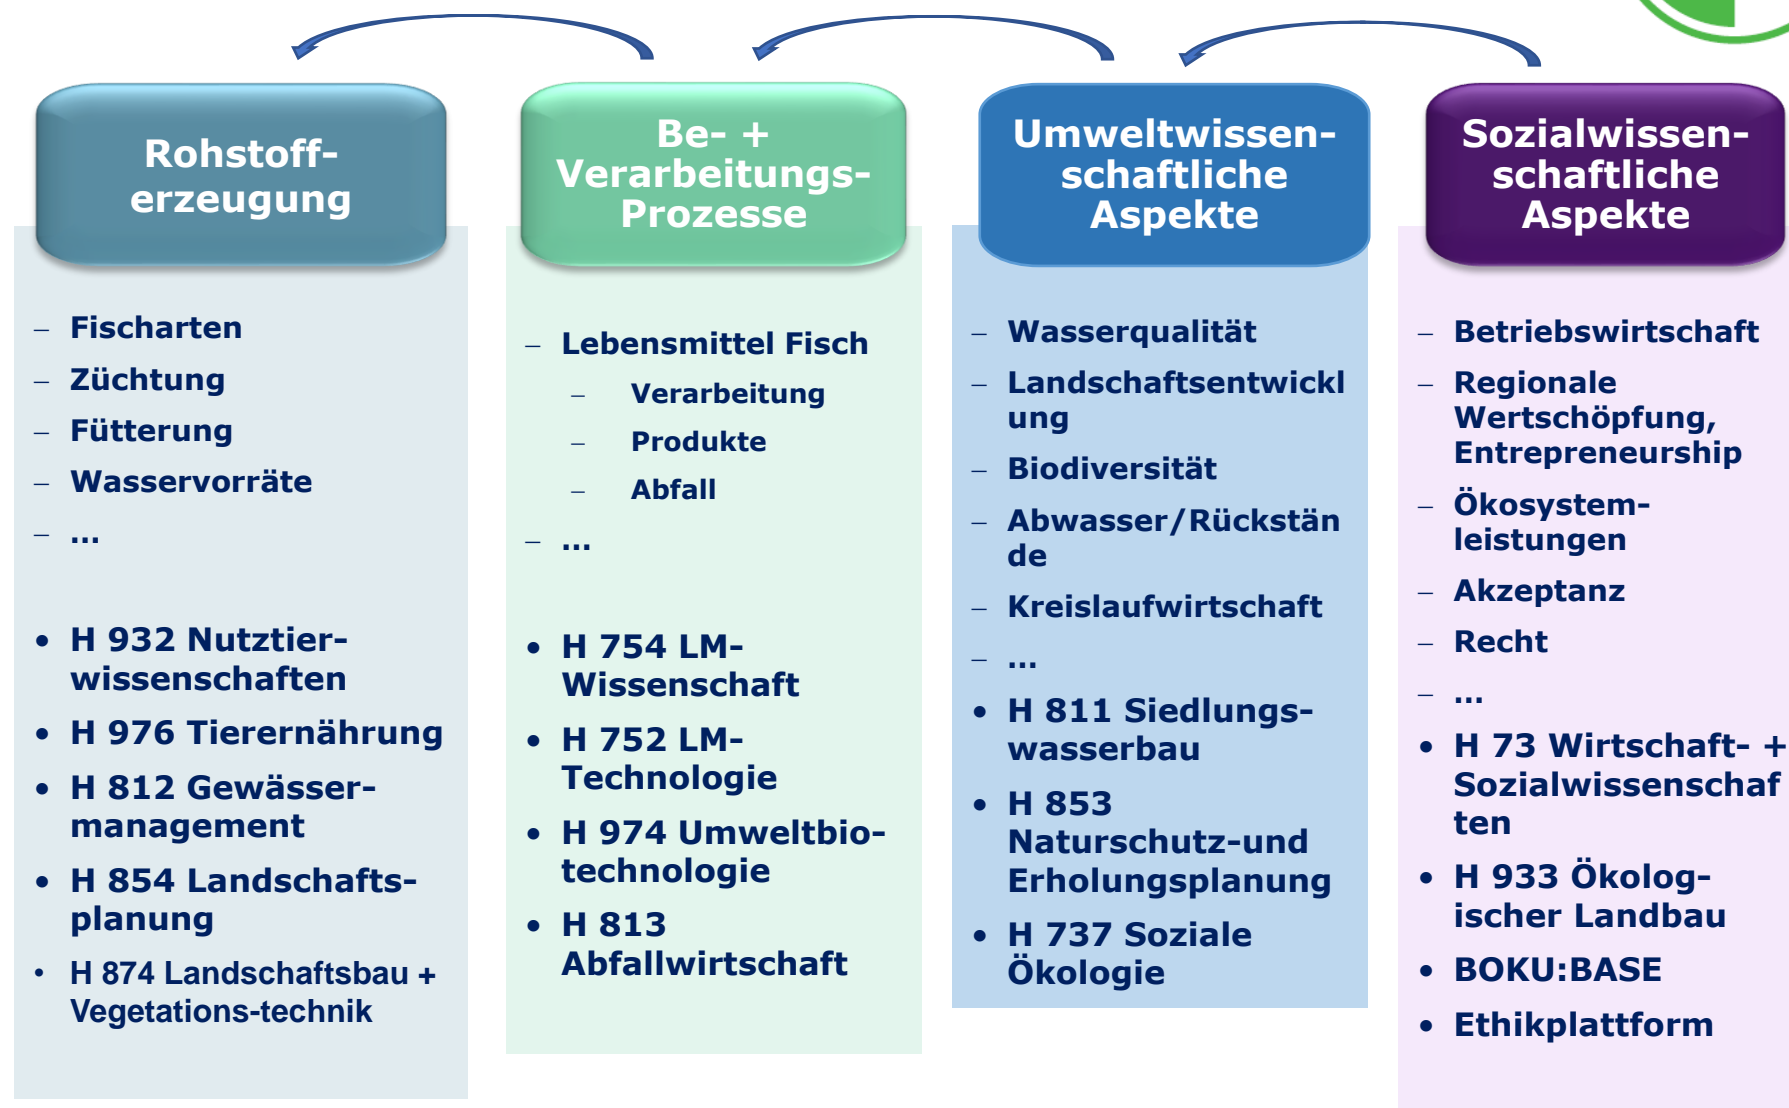 Rohstoff-
erzeugung
– Fischarten
– Züchtung
– Fütterung
– Wasservorräte
– ...
• H 932 Nutztier-
wissenschaften
• H 976 Tierernährung
• H 812 Gewässer-
management
• H 854 Landschafts-
planung
• H 874 Landschaftsbau +
Vegetations-technik
Be- +
Verarbeitungs-
Prozesse
– Lebensmittel Fisch
– Verarbeitung
– Produkte
– Abfall
– ...
• H 754 LM-
Wissenschaft
• H 752 LM-
Technologie
• H 974 Umweltbio-
technologie
• H 813
Abfallwirtschaft
Umweltwissen-
schaftliche
Aspekte
– Wasserqualität
– Landschaftsentwickl
ung
– Biodiversität
– Abwasser/Rückstän
de
– Kreislaufwirtschaft
– ...
• H 811 Siedlungs-
wasserbau
• H 853
Naturschutz-und
Erholungsplanung
• H 737 Soziale
Ökologie
Sozialwissen-
schaftliche
Aspekte
– Betriebswirtschaft
– Regionale
Wertschöpfung,
Entrepreneurship
– Ökosystem-
leistungen
– Akzeptanz
– Recht
– ...
• H 73 Wirtschaft- +
Sozialwissenschaf
ten
• H 933 Ökolog-
ischer Landbau
• BOKU:BASE
• Ethikplattform